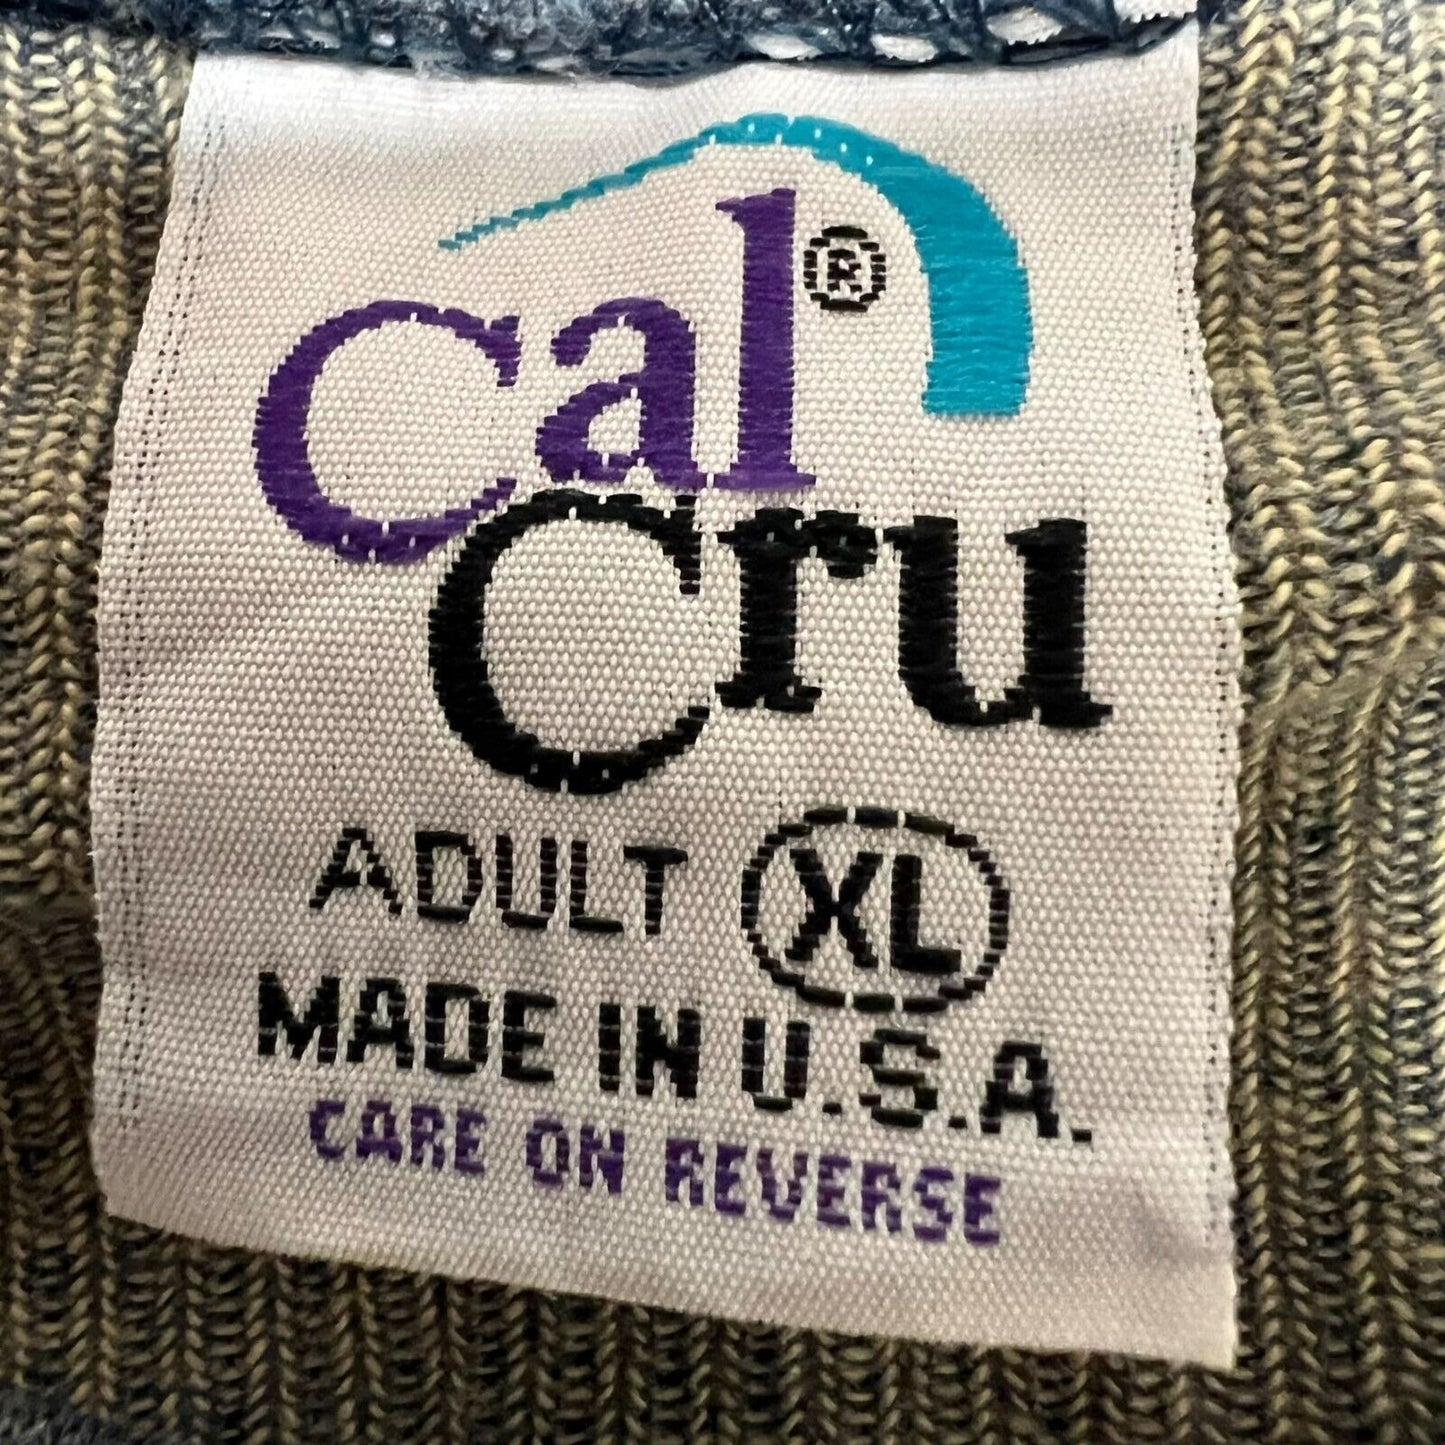 Cal®
Cru
ADULT XL
MADE IN U.S.A.
CARE ON REVERSE